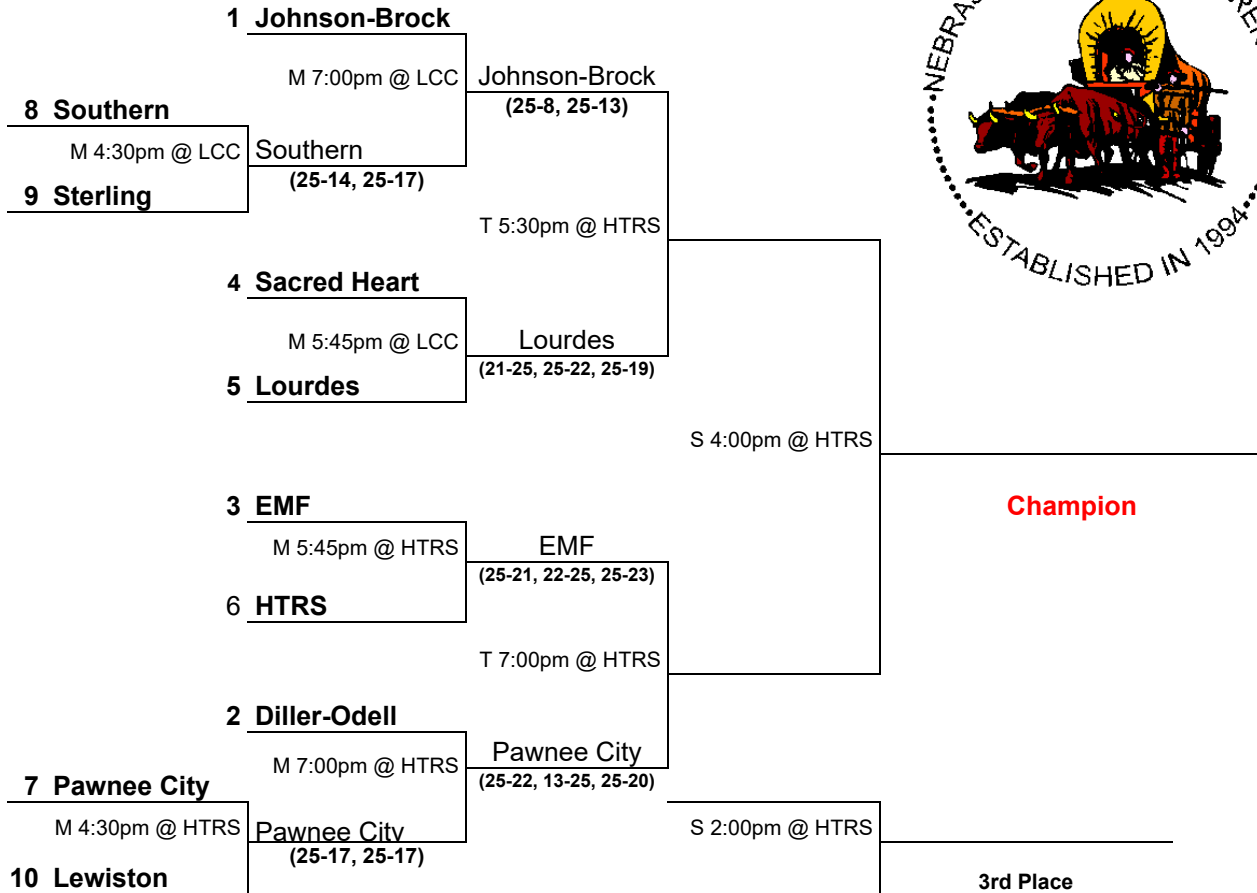 1 Johnson-Brock
M 7:00pm @ LCC
Johnson-Brock
(25-8, 25-13)
8 Southern
M 4:30pm @ LCC
Southern
(25-14, 25-17)
9 Sterling
T 5:30pm @ HTRS
4 Sacred Heart
M 5:45pm @ LCC
Lourdes
(21-25, 25-22, 25-19)
5 Lourdes
S 4:00pm @ HTRS
Champion
3 EMF
M 5:45pm @ HTRS
EMF
(25-21, 22-25, 25-23)
6 HTRS
T 7:00pm @ HTRS
2 Diller-Odell
M 7:00pm @ HTRS
Pawnee City
(25-22, 13-25, 25-20)
7 Pawnee City
M 4:30pm @ HTRS
Pawnee City
(25-17, 25-17)
10 Lewiston
S 2:00pm @ HTRS
3rd Place
ESTABLISHED IN 1994